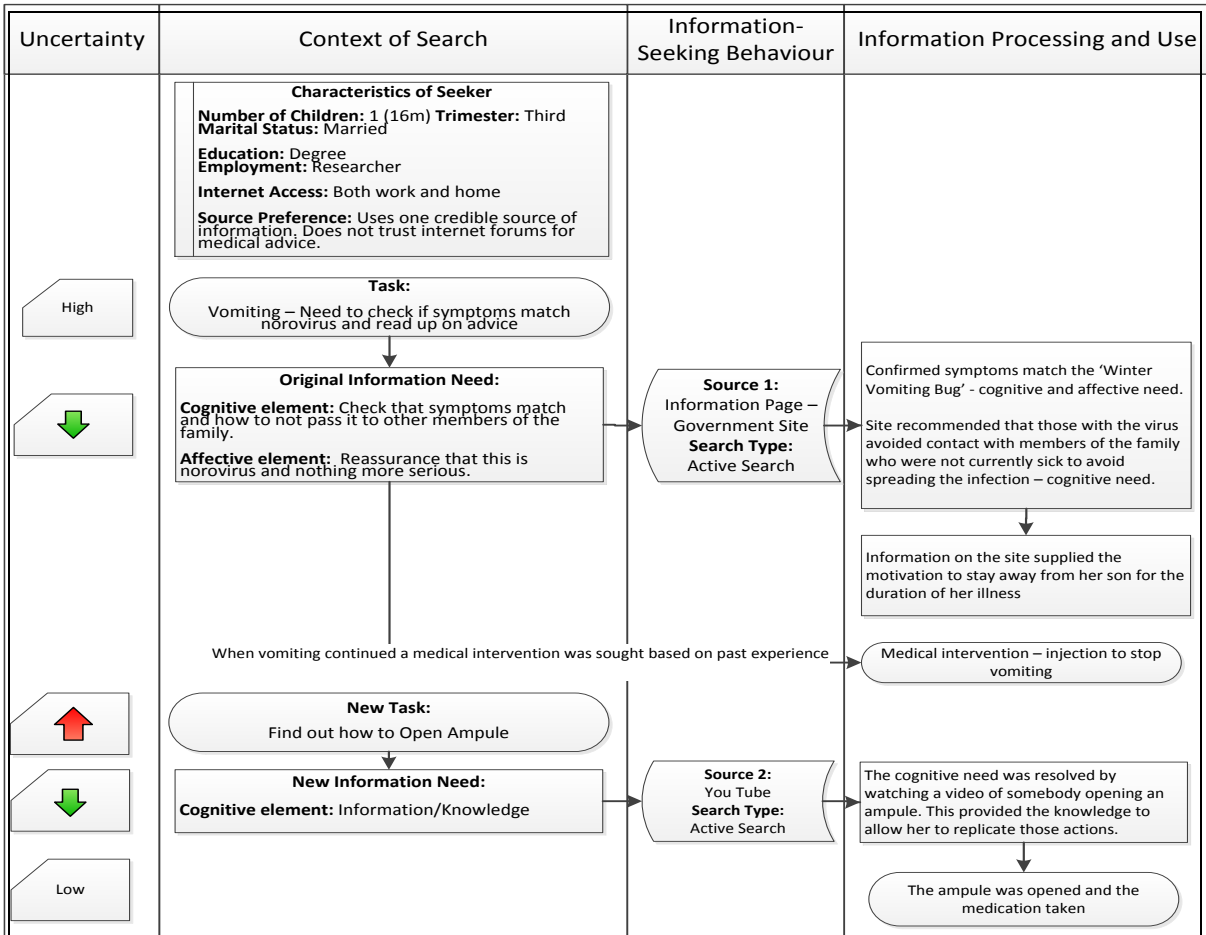 Uncertainty
Context of Search
Information-
Seeking Behaviour
Information Processing and Use
Characteristics of Seeker
Number of Children: 1 (16m) Trimester: Third
Marital Status: Married
Education: Degree
Employment: Researcher
Internet Access: Both work and home
Source Preference: Uses one credible source of
information. Does not trust internet forums for
medical advice.
High
Task:
Vomiting – Need to check if symptoms match
norovirus and read up on advice
Original Information Need:
Cognitive element: Check that symptoms match
and how to not pass it to other members of the
family.
Affective element: Reassurance that this is
norovirus and nothing more serious.
Source 1:
Information Page –
Government Site
Search Type:
Active Search
Confirmed symptoms match the ‘Winter
Vomiting Bug’ - cognitive and affective need.
Site recommended that those with the virus
avoided contact with members of the family
who were not currently sick to avoid
spreading the infection – cognitive need.
Information on the site supplied the
motivation to stay away from her son for the
duration of her illness
When vomiting continued a medical intervention was sought based on past experience
Medical intervention – injection to stop
vomiting
New Task:
Find out how to Open Ampule
New Information Need:
Cognitive element: Information/Knowledge
Source 2:
You Tube
Search Type:
Active Search
The cognitive need was resolved by
watching a video of somebody opening an
ampule. This provided the knowledge to
allow her to replicate those actions.
Low
The ampule was opened and the
medication taken